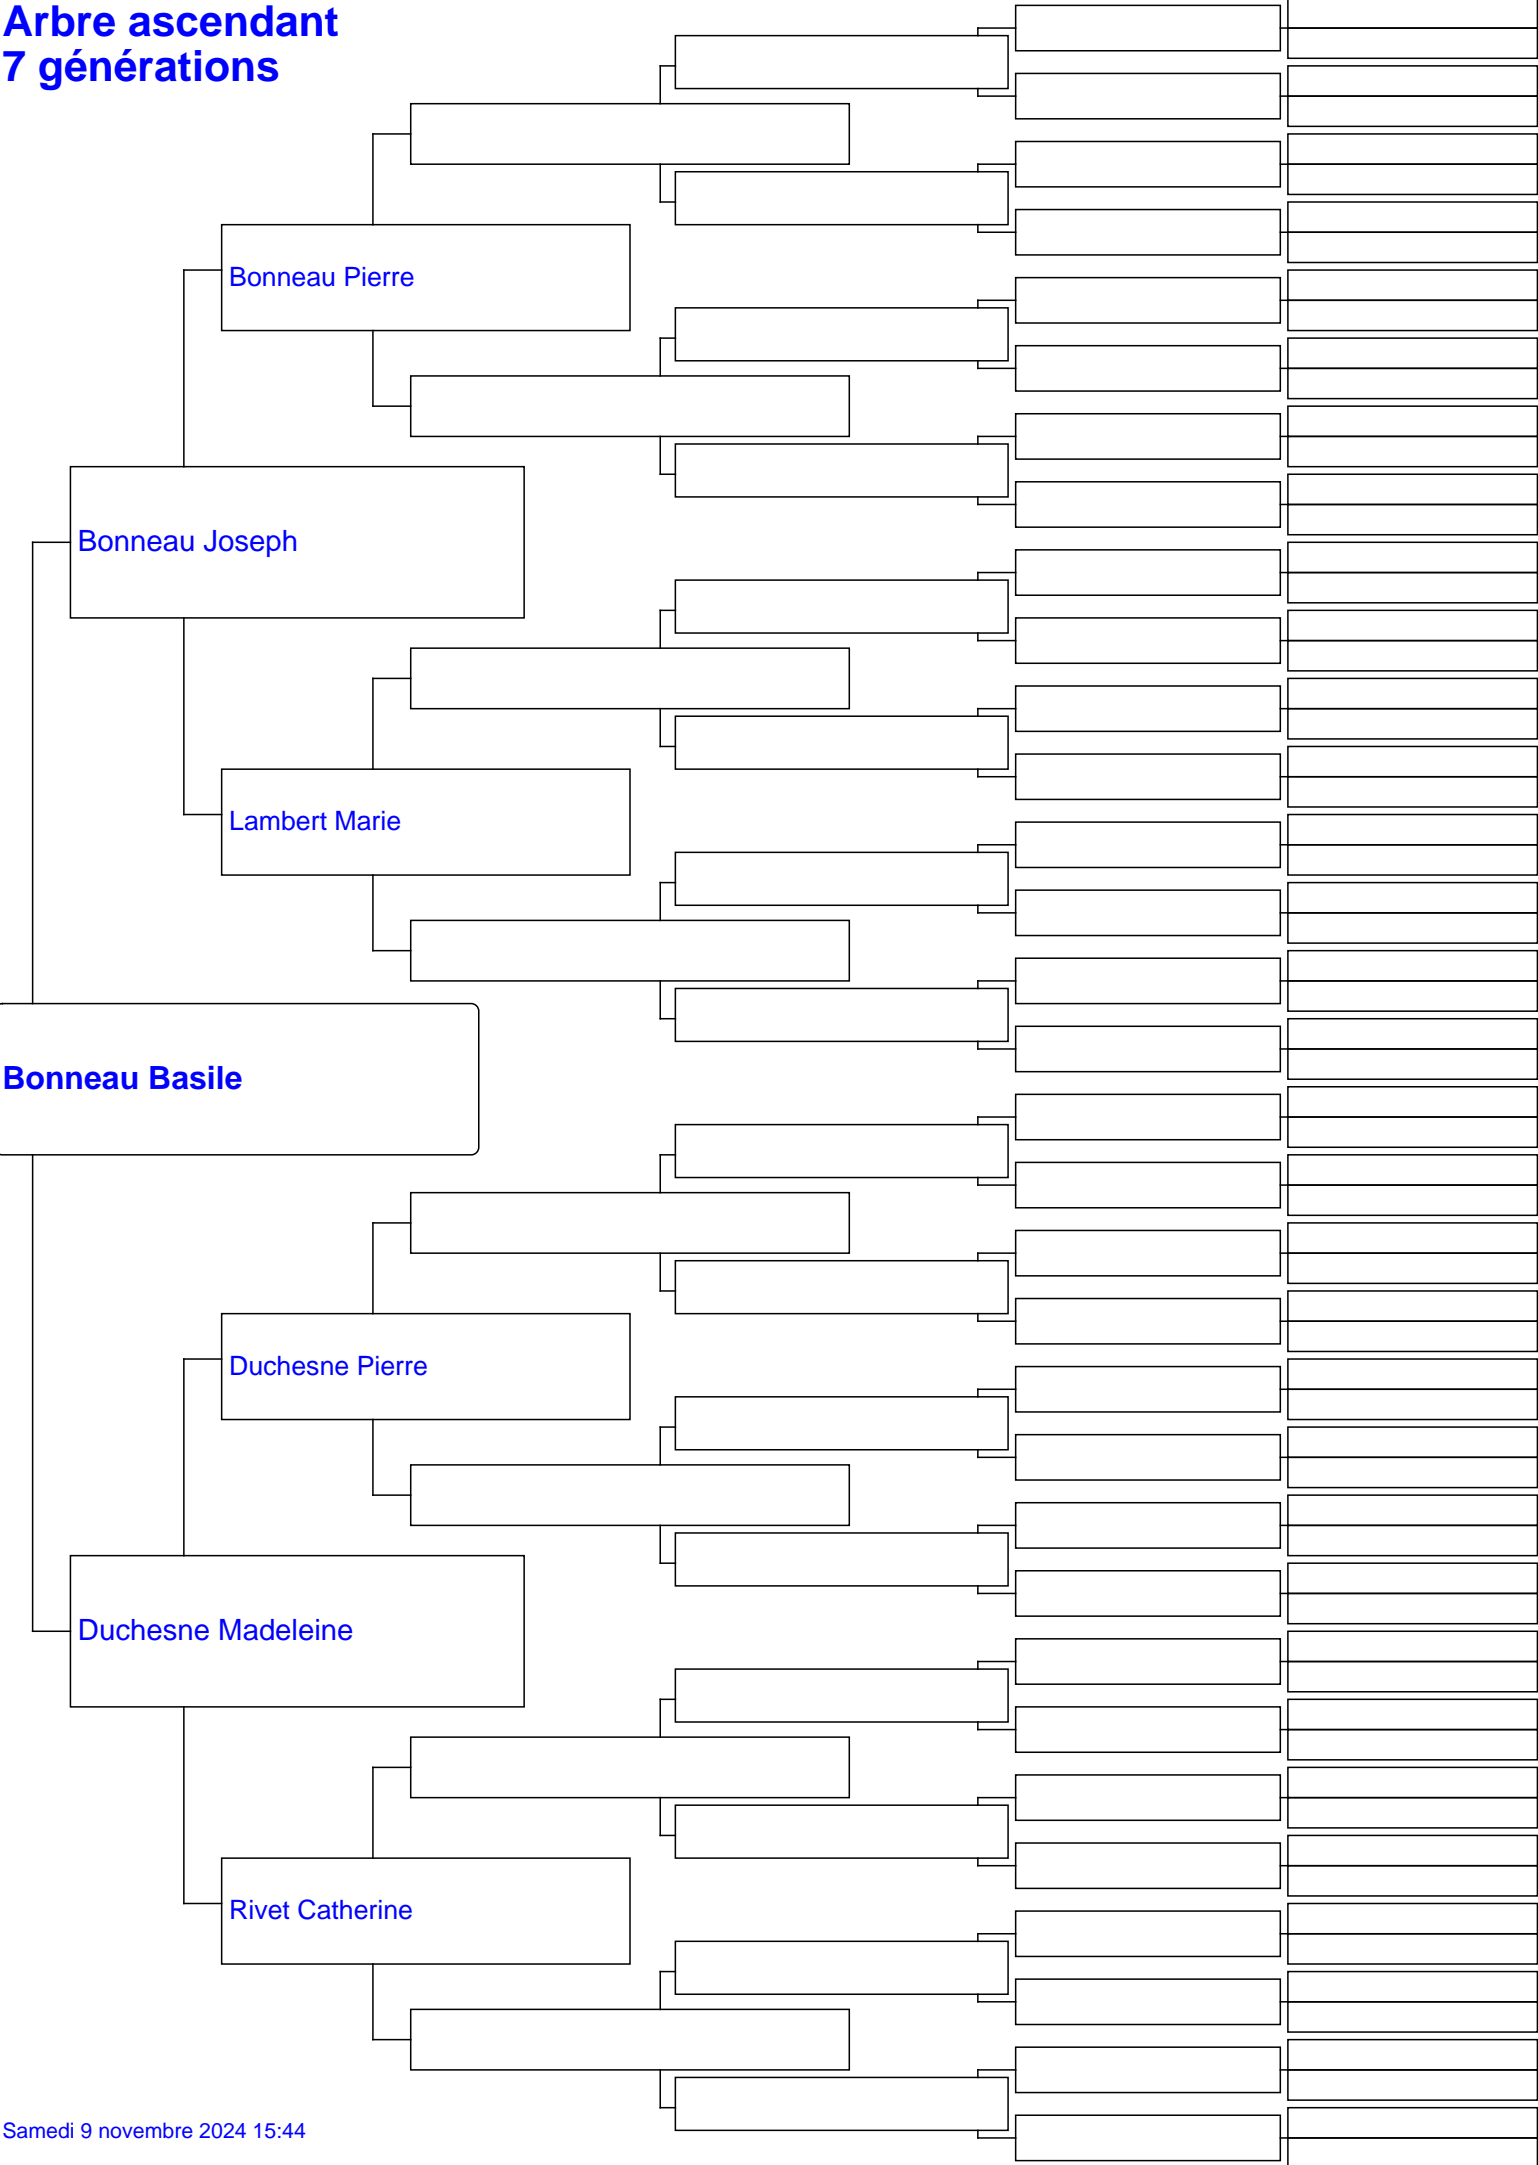 Arbre ascendant
7 générations
Bonneau Pierre
Bonneau Joseph
Lambert Marie
Bonneau Basile
Duchesne Pierre
Duchesne Madeleine
Rivet Catherine
Samedi 9 novembre 2024 15:44